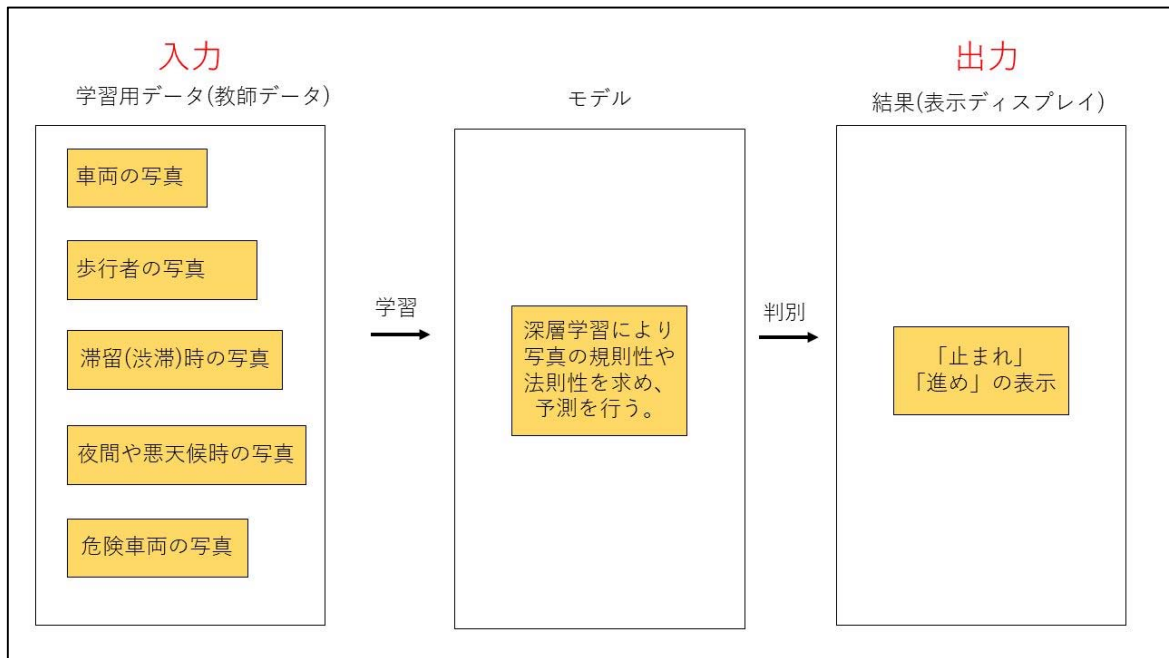 入力
学習用データ(教師データ)
車両の写真
歩行者の写真
滞留(渋滞)時の写真
夜間や悪天候時の写真
危険車両の写真
学習
モデル
深層学習により
写真の規則性や
法則性を求め、
予測を行う。
判別
出力
結果(表示ディスプレイ)
「止まれ」
「進め」の表示